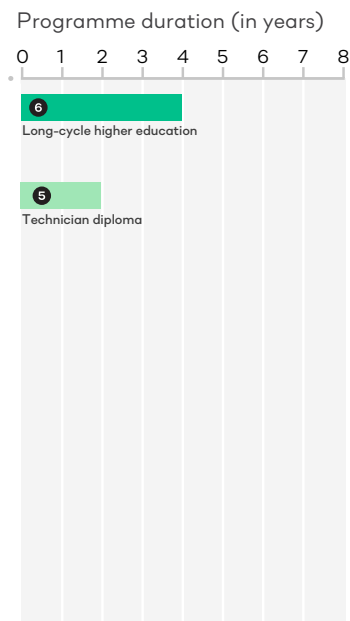 Programme duration (in years)
0 1 2 3 4 5 6 7 8
6
Long-cycle higher education
5
Technician diploma